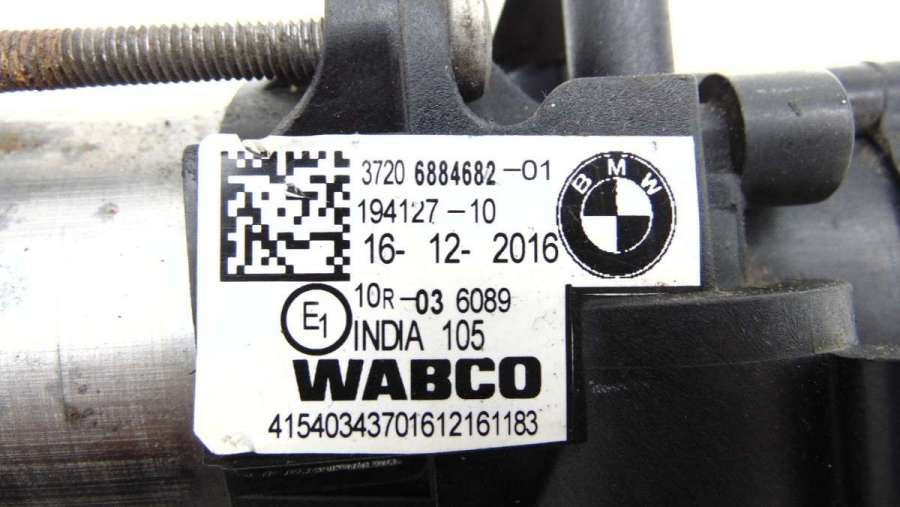 3720 6884682-01
BMW
194127-10
16- 12- 2016
10R-03 6089
E1
INDIA 105
WABCO
41540343701612161183